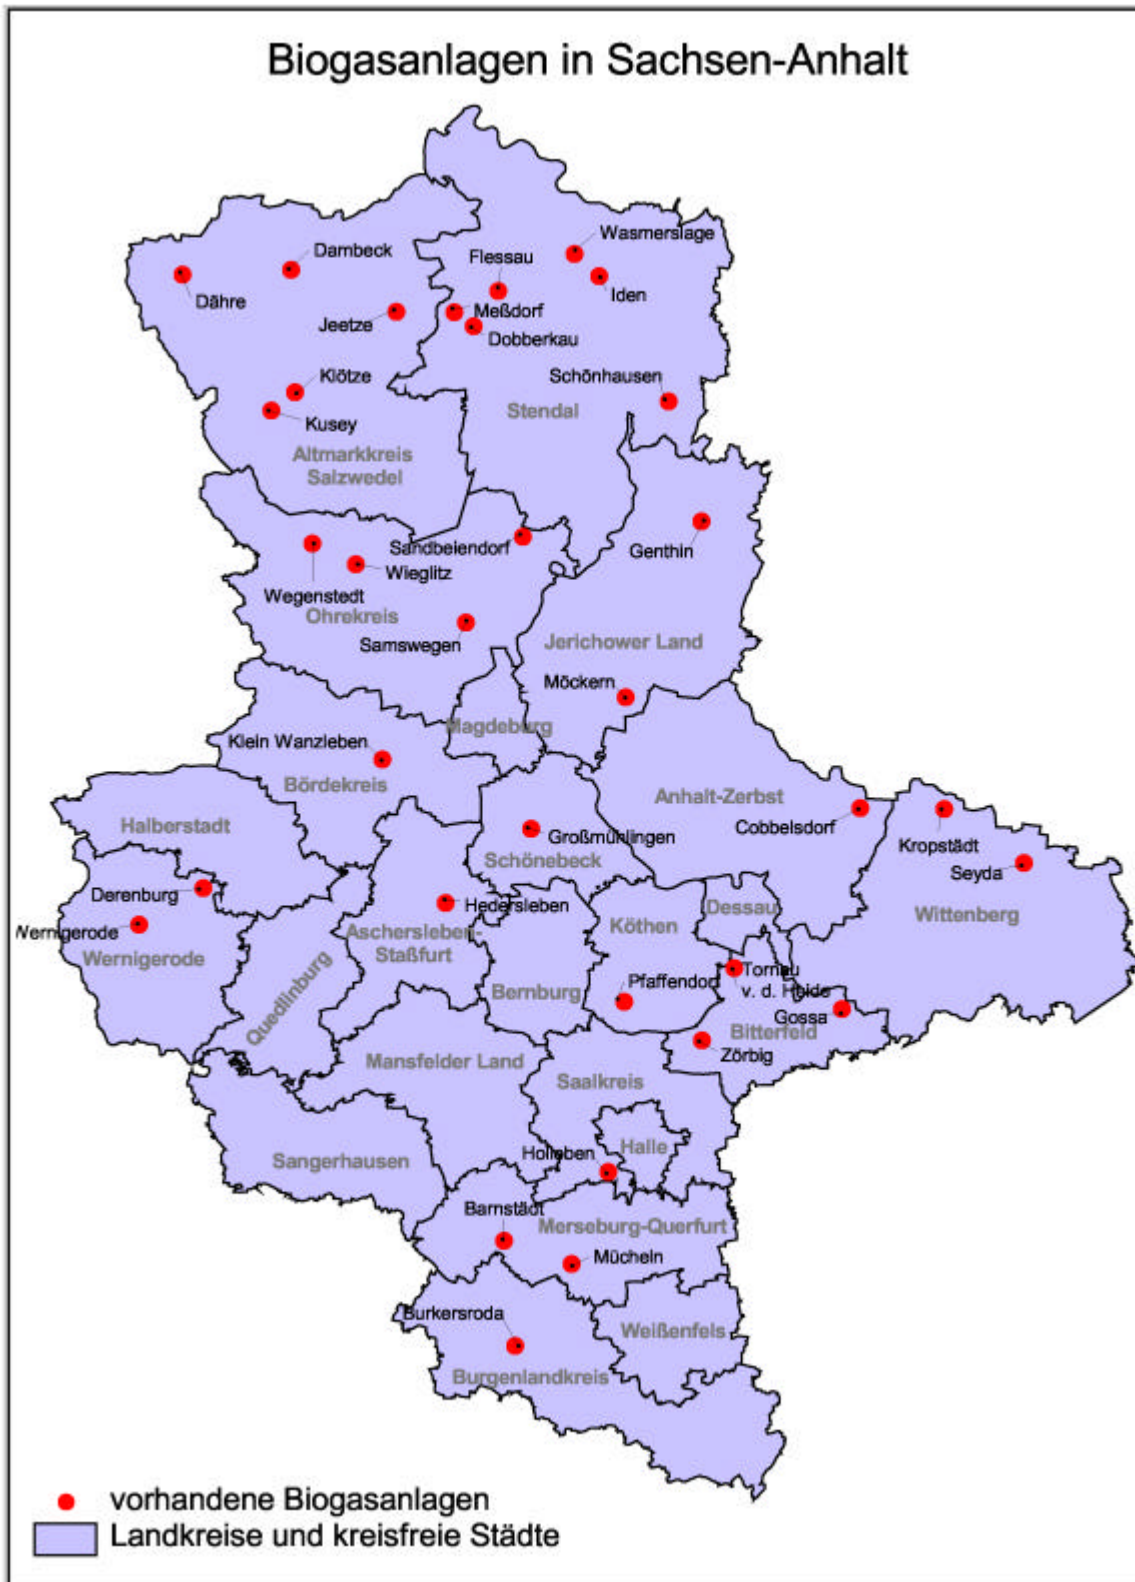 Biogasanlagen in Sachsen-Anhalt
Wasmerslage
Dambeck
Flessau
Iden
Dähre
Meßdorf
Jeetze
Dobberkau
Klötze
Schönhausen
Stendal
Kusey
Altmarkkreis
Salzwedel
Sandbeiendorf
Genthin
Wieglitz
Wegenstedt
Ohrekreis
Samswegen
Jerichower Land
Möckern
Magdeburg
Klein Wanzleben
Bördekreis
Anhalt-Zerbst
Halberstadt
Cobbelsdorf
Großmühlingen
Kropstädt
Schönebeck
Seyda
Derenburg
Hedersleben
Dessau
Wittenberg
Köthen
Wernigerode
Aschersleben-
Staßfurt
Wernigerode
Quedlinburg
Tornau
v. d. Heide
Pfaffendorf
Bernburg
Gossa
Bitterfeld
Zörbig
Mansfelder Land
Saalkreis
Halle
Holleben
Sangerhausen
Barnstädt
Merseburg-Querfurt
Mücheln
Burkersroda
Weißenfels
Burgenlandkreis
vorhandene Biogasanlagen
Landkreise und kreisfreie Städte